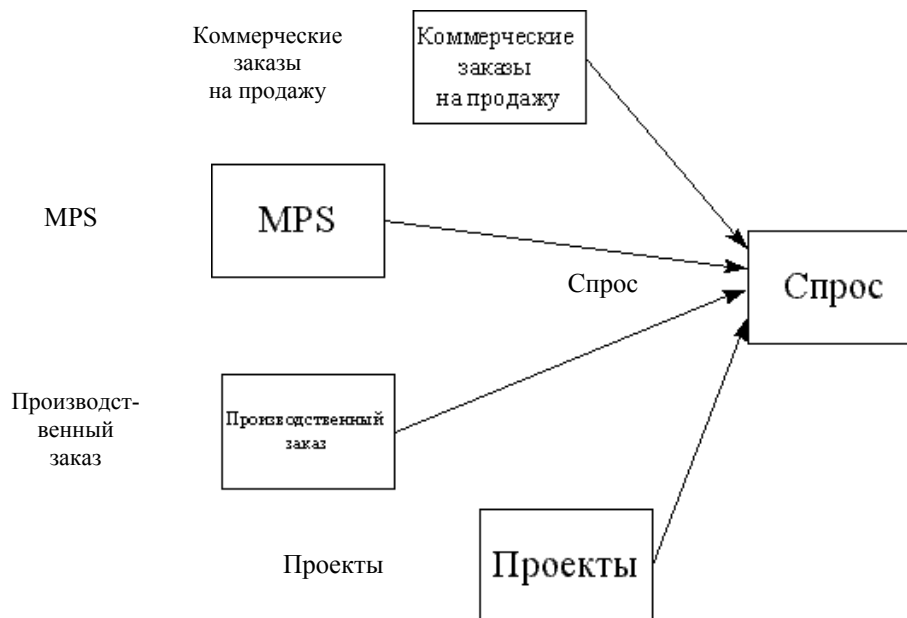 Коммерческие
заказы
на продажу
Коммерческие
заказы
на продажу
MPS
MPS
Спрос
Спрос
Производст-
венный
заказ
Производственный
заказ
Проекты
Проекты